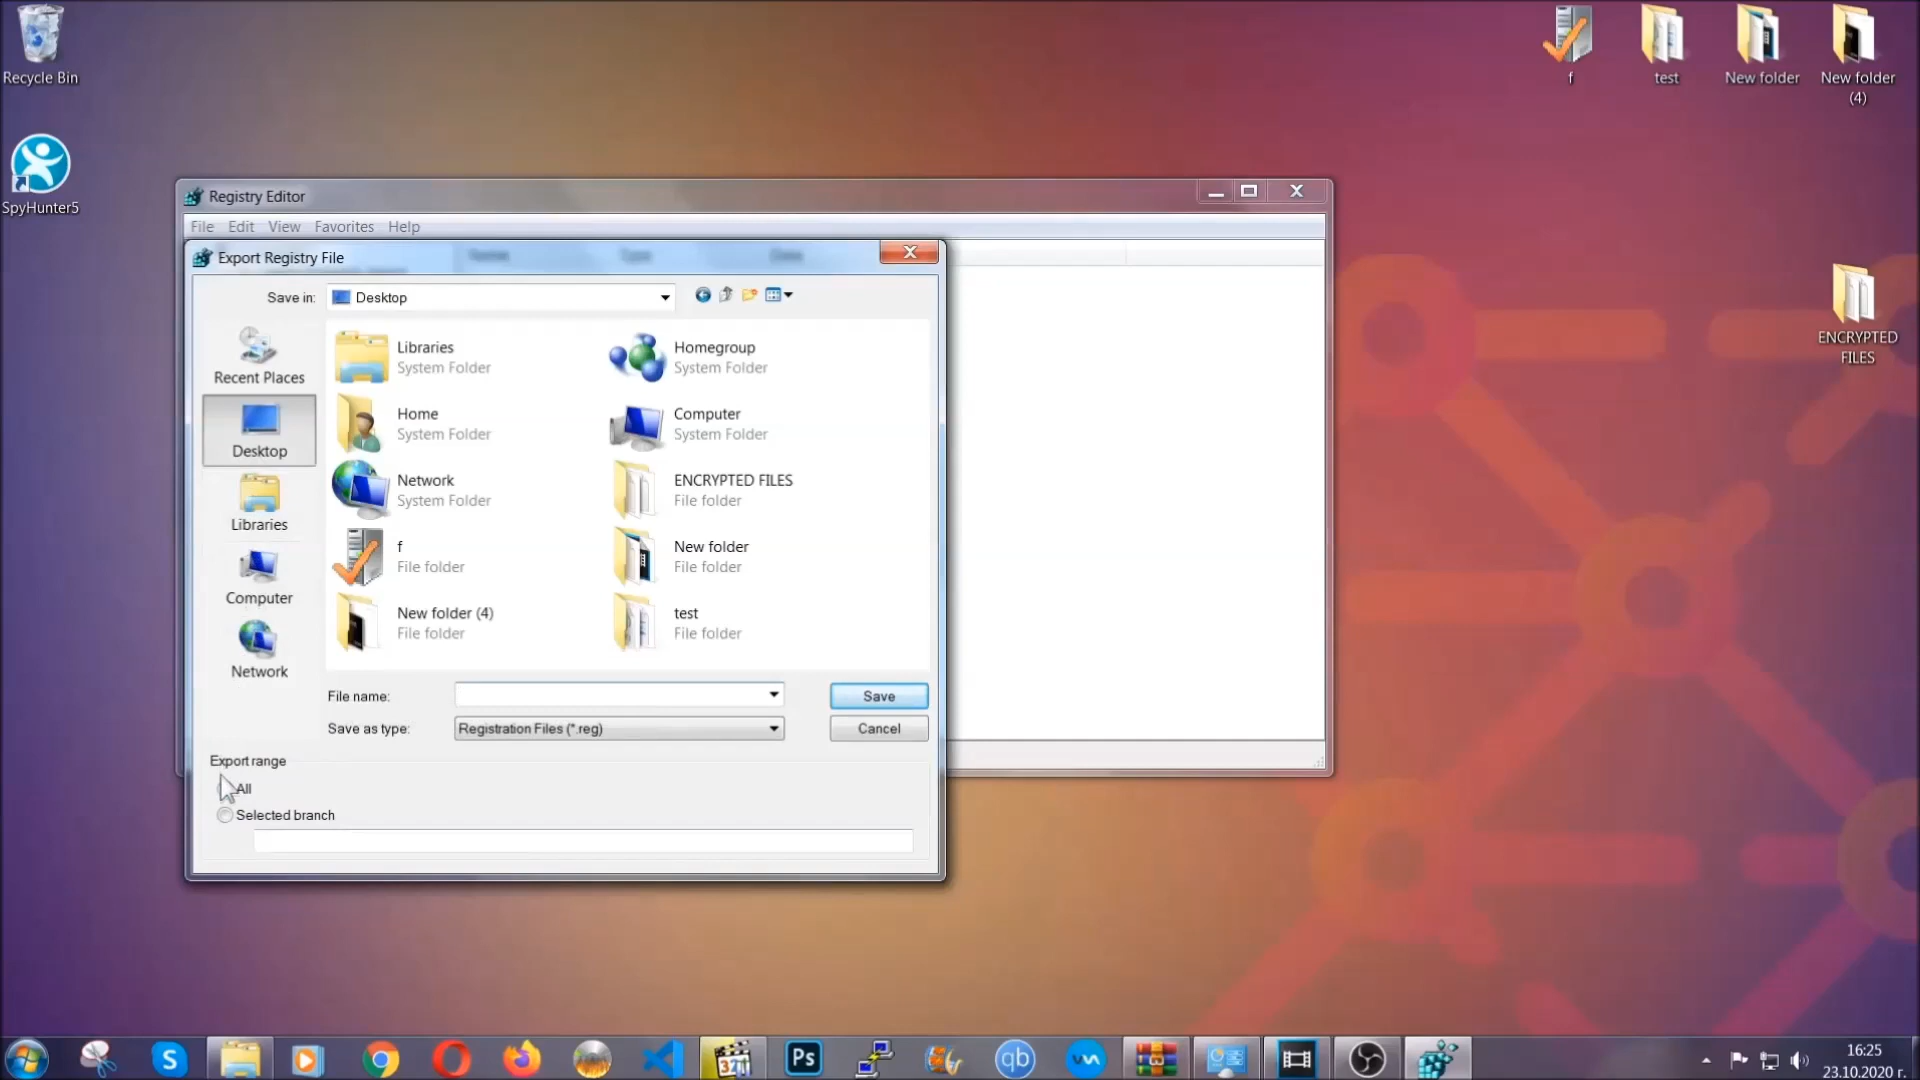 Recycle Bin
SpyHunter5
f
test
New folder
New folder
(4)
ENCRYPTED
FILES
Registry Editor
File Edit View Favorites Help
Export Registry File
Save in:
Desktop
Recent Places
Desktop
Libraries
Computer
Network
Libraries
System Folder
Homegroup
System Folder
Home
System Folder
Computer
System Folder
Network
System Folder
ENCRYPTED FILES
File folder
f
File folder
New folder
File folder
New folder (4)
File folder
test
File folder
File name:
Save
Save as type:
Registration Files (*.reg)
Cancel
Export range
All
Selected branch
S
321
Ps
qb
16:25
23.10.2020 г.